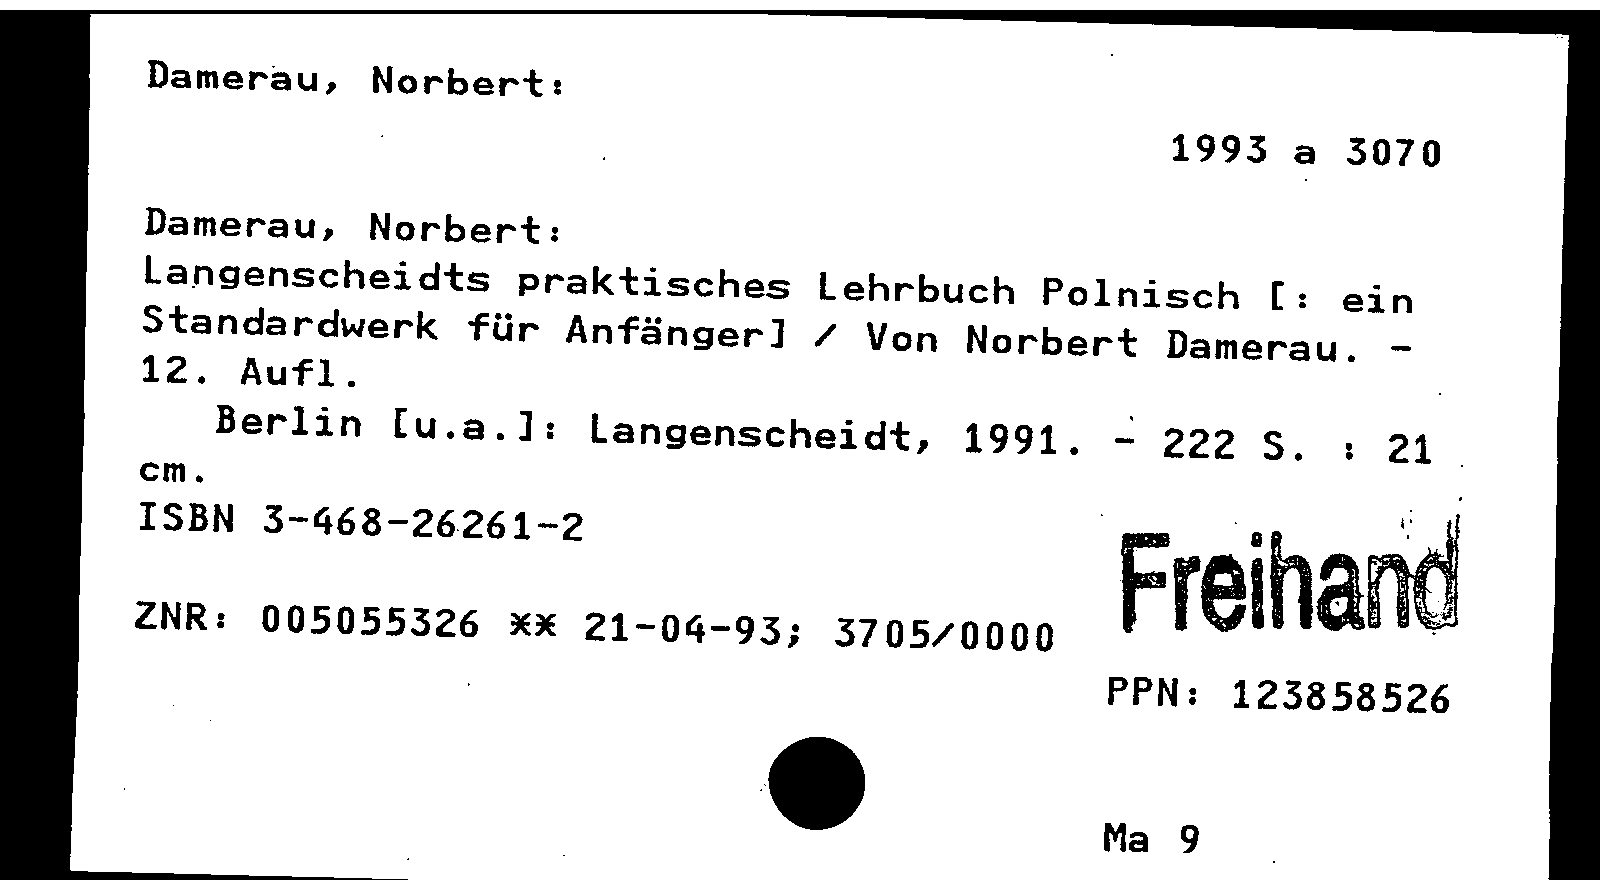 Damerau, Norbert:
1993 a 3070
Damerau, Norbert:
Langenscheidts praktisches Lehrbuch Polnisch [: ein
Standardwerk für Anfänger] / Von Norbert Damerau. -
12. Aufl.
Berlin [u.a.]: Langenscheidt, 1991. - 222 S. : 21
cm.
ISBN 3-468-26261-2
Freihand
ZNR: 005055326 ** 21-04-93; 3705/0000
PPN: 123858526
Ma 9